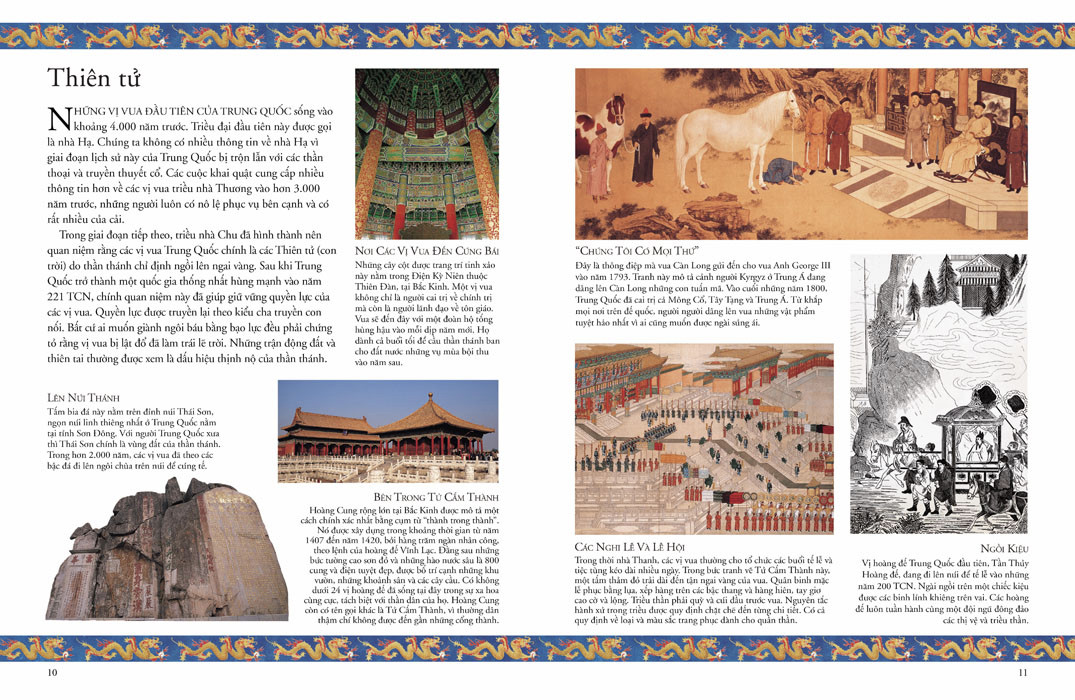 Thiên tử
NHỮNG VỊ VUA ĐẦU TIÊN CỦA TRUNG QUỐC sống vào
khoảng 4.000 năm trước. Triều đại đầu tiên này được gọi
là nhà Hạ. Chúng ta không có nhiều thông tin về nhà Hạ vì
giai đoạn lịch sử này của Trung Quốc bị trộn lẫn với các thần
thoại và truyền thuyết cổ. Các cuộc khai quật cung cấp nhiều
thông tin hơn về các vị vua triều nhà Thương vào hơn 3.000
năm trước, những người luôn có nô lệ phục vụ bên cạnh và có
rất nhiều của cải.
Trong giai đoạn tiếp theo, triều nhà Chu đã hình thành nên
quan niệm rằng các vị vua Trung Quốc chính là các Thiên tử (con
trời) do thần thánh chỉ định ngồi lên ngai vàng. Sau khi Trung
Quốc trở thành một quốc gia thống nhất hùng mạnh vào năm
221 TCN, chính quan niệm này đã giúp giữ vững quyền lực của
các vị vua. Quyền lực được truyền lại theo kiểu cha truyền con
nối. Bất cứ ai muốn giành ngôi báu bằng bạo lực đều phải chứng
tỏ rằng vị vua bị lật đổ đã làm trái lẽ trời. Những trận động đất và
thiên tai thường được xem là dấu hiệu thịnh nộ của thần thánh.
LÊN NÚI THÁNH
Tấm bia đá này nằm trên đỉnh núi Thái Sơn,
ngọn núi linh thiêng nhất ở Trung Quốc nằm
tại tỉnh Sơn Đông. Với người Trung Quốc xưa
thì Thái Sơn chính là vùng đất của thần thánh.
Trong hơn 2.000 năm, các vị vua đã theo các
bậc đá đi lên ngôi chùa trên núi để cúng tế.
NƠI CÁC VỊ VUA ĐẾN CÚNG BÁI
Những cây cột được trang trí tinh xảo
này nằm trong Điện Kỳ Niên thuộc
Thiên Đàn, tại Bắc Kinh. Một vị vua
không chỉ là người cai trị về chính trị
mà còn là người lãnh đạo về tôn giáo.
Vua sẽ đến đây với một đoàn hộ tống
hùng hậu vào mỗi dịp năm mới. Họ
dành cả buổi tối để cầu thần thánh ban
cho đất nước những vụ mùa bội thu
vào năm sau.
BÊN TRONG TỬ CẤM THÀNH
Hoàng Cung rộng lớn tại Bắc Kinh được mô tả một
cách chính xác nhất bằng cụm từ “thành trong thành”.
Nó được xây dựng trong khoảng thời gian từ năm
1407 đến năm 1420, bởi hàng trăm ngàn nhân công,
theo lệnh của hoàng đế Vĩnh Lạc. Đằng sau những
bức tường cao sơn đỏ và những hào nước sâu là 800
cung và điện tuyệt đẹp, được bố trí cạnh những khu
vườn, những khoảnh sân và các cây cầu. Có không
dưới 24 vị hoàng đế đã sống tại đây trong sự xa hoa
cùng cực, tách biệt với thần dân của họ. Hoàng Cung
còn có tên gọi khác là Tử Cấm Thành, vì thường dân
thậm chí không được đến gần những cổng thành.
10
“CHÚNG TÔI CÓ MỌI THỨ”
Đây là thông điệp mà vua Càn Long gửi đến cho vua Anh George III
vào năm 1793. Tranh này mô tả cảnh người Kyrgyz ở Trung Á đang
dâng lên Càn Long những con tuấn mã. Vào cuối những năm 1800,
Trung Quốc đã cai trị cả Mông Cổ, Tây Tạng và Trung Á. Từ khắp
mọi nơi trên đế quốc, người người dâng lên vua những vật phẩm
tuyệt hảo nhất vì ai cũng muốn được ngài sủng ái.
CÁC NGHI LỄ VÀ LỄ HỘI
Trong thời nhà Thanh, các vị vua thường cho tổ chức các buổi tế lễ và
tiệc tùng kéo dài nhiều ngày. Trong bức tranh vẽ Tử Cấm Thành này,
một tấm thảm đỏ trải dài đến tận ngai vàng của vua. Quân binh mặc
lễ phục bằng lụa, xếp hàng trên các bậc thang và hàng hiên, tay giơ
cao cờ và lọng. Triều thần phải quỳ và cúi đầu trước vua. Nguyên tắc
hành xử trong triều được quy định chặt chẽ đến từng chi tiết. Có cả
quy định về loại và màu sắc trang phục dành cho quần thần.
NGỒI KIỆU
Vị hoàng đế Trung Quốc đầu tiên, Tần Thủy
Hoàng đế, đang đi lên núi để tế lễ vào những
năm 200 TCN. Ngài ngồi trên một chiếc kiệu
được các binh lính khiêng trên vai. Các hoàng
đế luôn tuần hành cùng một đội ngũ đông đảo
các thị vệ và triều thần.
11